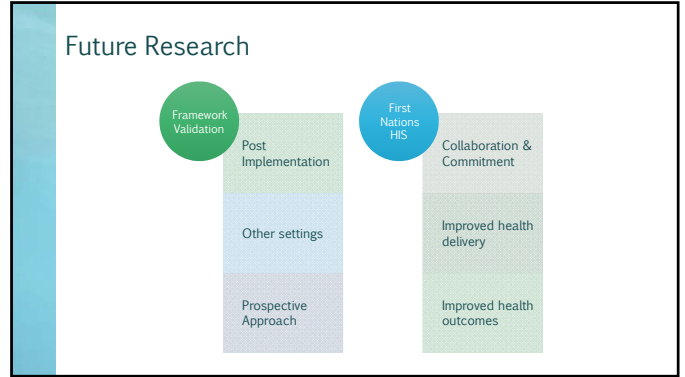 Future Research
Framework
Validation
Post
Implementation
Other settings
Prospective
Approach
First
Nations
HIS
Collaboration &
Commitment
Improved health
delivery
Improved health
outcomes